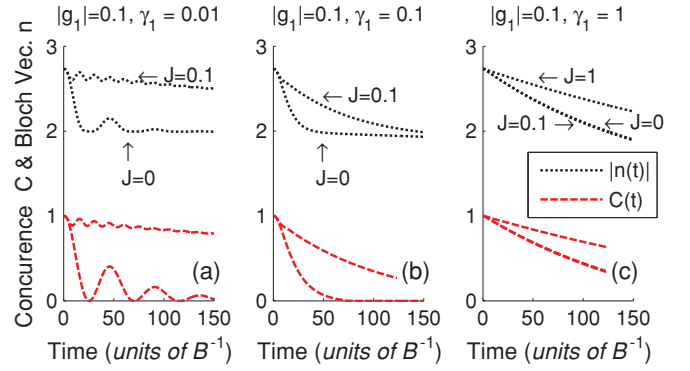 |g₁|=0.1, γ₁ = 0.01
|g₁|=0.1, γ₁ = 0.1
|g₁|=0.1, γ₁ = 1
Concurence C & Bloch Vec. n
3
2
1
0
← J=0.1
↑
J=0
(a)
0 50 100 150
Time (units of B⁻¹)
3
2
1
0
← J=0.1
↑
J=0
(b)
0 50 100 150
Time (units of B⁻¹)
3
2
1
0
← J=1
J=0.1 → ← J=0
|n(t)|
C(t)
(c)
0 50 100 150
Time (units of B⁻¹)